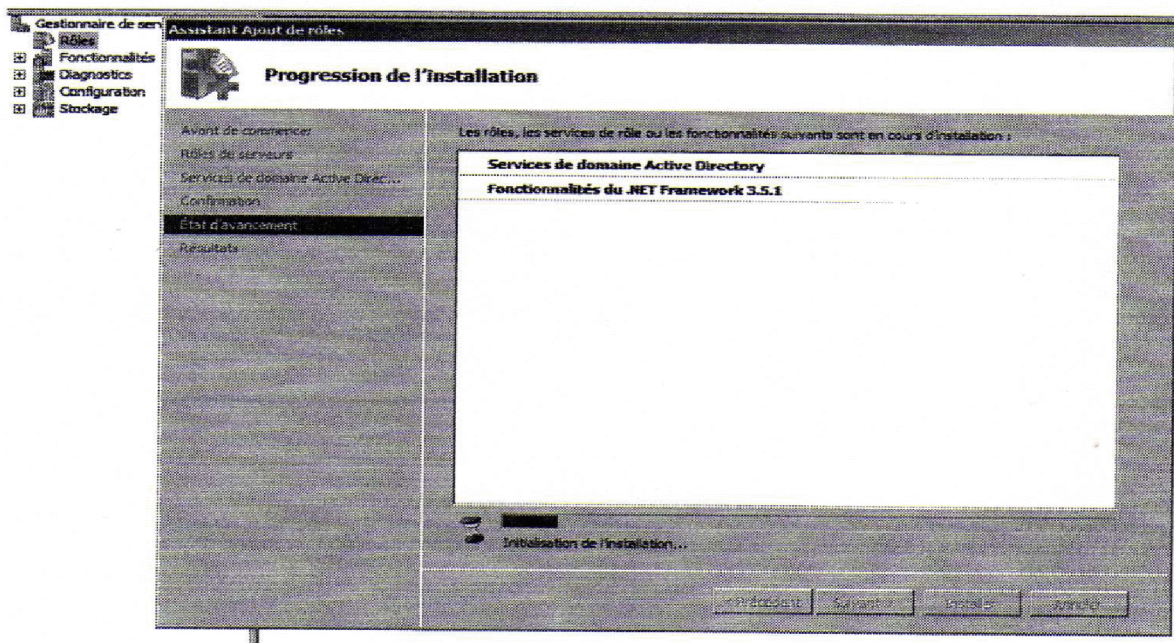 Gestionnaire de serv
Rôles
Fonctionnalités
Diagnostics
Configuration
Stockage
Assistant Ajout de rôles
Progression de l'installation
Avant de commencer
Rôles de serveurs
Services de domaine Active Direc...
Confirmation
État d'avancement
Résultats
Les rôles, les services de rôle ou les fonctionnalités suivants sont en cours d'installation :
Services de domaine Active Directory
Fonctionnalités du .NET Framework 3.5.1
Initialisation de l'installation...
< Précédent
Suivant >
Installer
Annuler